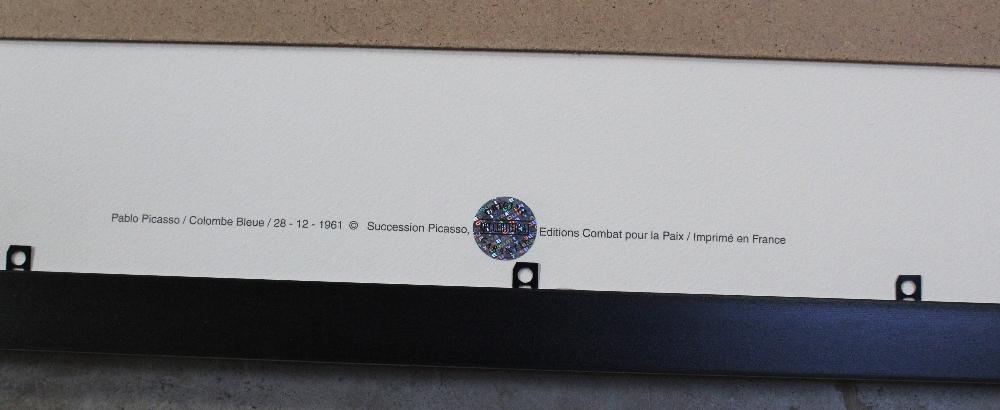 Pablo Picasso / Colombe Bleue / 28 - 12 - 1961 © Succession Picasso, Editions Combat pour la Paix / Imprimé en France